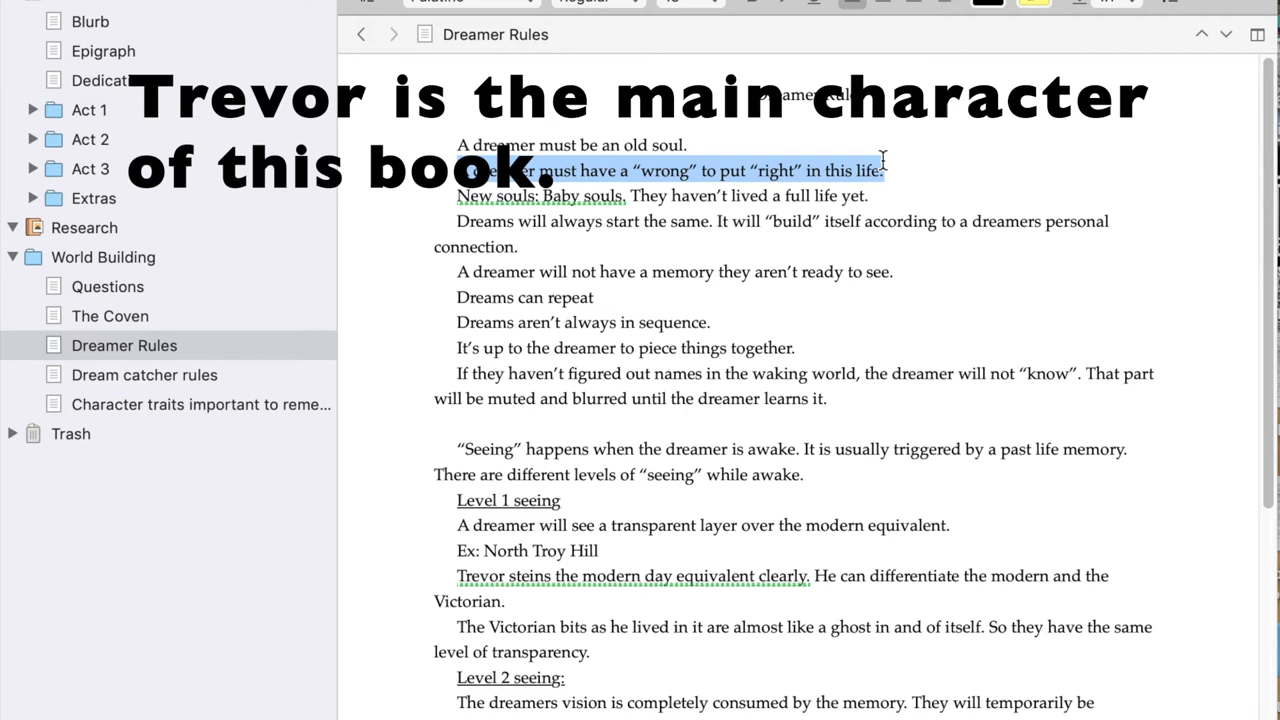 Blurb
Dreamer Rules
Epigraph
Trevor is the main character
of this book.
Act 1
Act 2
Act 3
Extras
Research
World Building
Questions
The Coven
Dreamer Rules
Dream catcher rules
Character traits important to reme...
Trash
A dreamer must be an old soul.
must have a “wrong” to put “right” in this life.
New souls: Baby souls. They haven’t lived a full life yet.
Dreams will always start the same. It will “build” itself according to a dreamers personal
connection.
A dreamer will not have a memory they aren’t ready to see.
Dreams can repeat
Dreams aren’t always in sequence.
It’s up to the dreamer to piece things together.
If they haven’t figured out names in the waking world, the dreamer will not “know”. That part
will be muted and blurred until the dreamer learns it.
“Seeing” happens when the dreamer is awake. It is usually triggered by a past life memory.
There are different levels of “seeing” while awake.
Level 1 seeing
A dreamer will see a transparent layer over the modern equivalent.
Ex: North Troy Hill
Trevor steins the modern day equivalent clearly. He can differentiate the modern and the
Victorian.
The Victorian bits as he lived in it are almost like a ghost in and of itself. So they have the same
level of transparency.
Level 2 seeing:
The dreamers vision is completely consumed by the memory. They will temporarily be